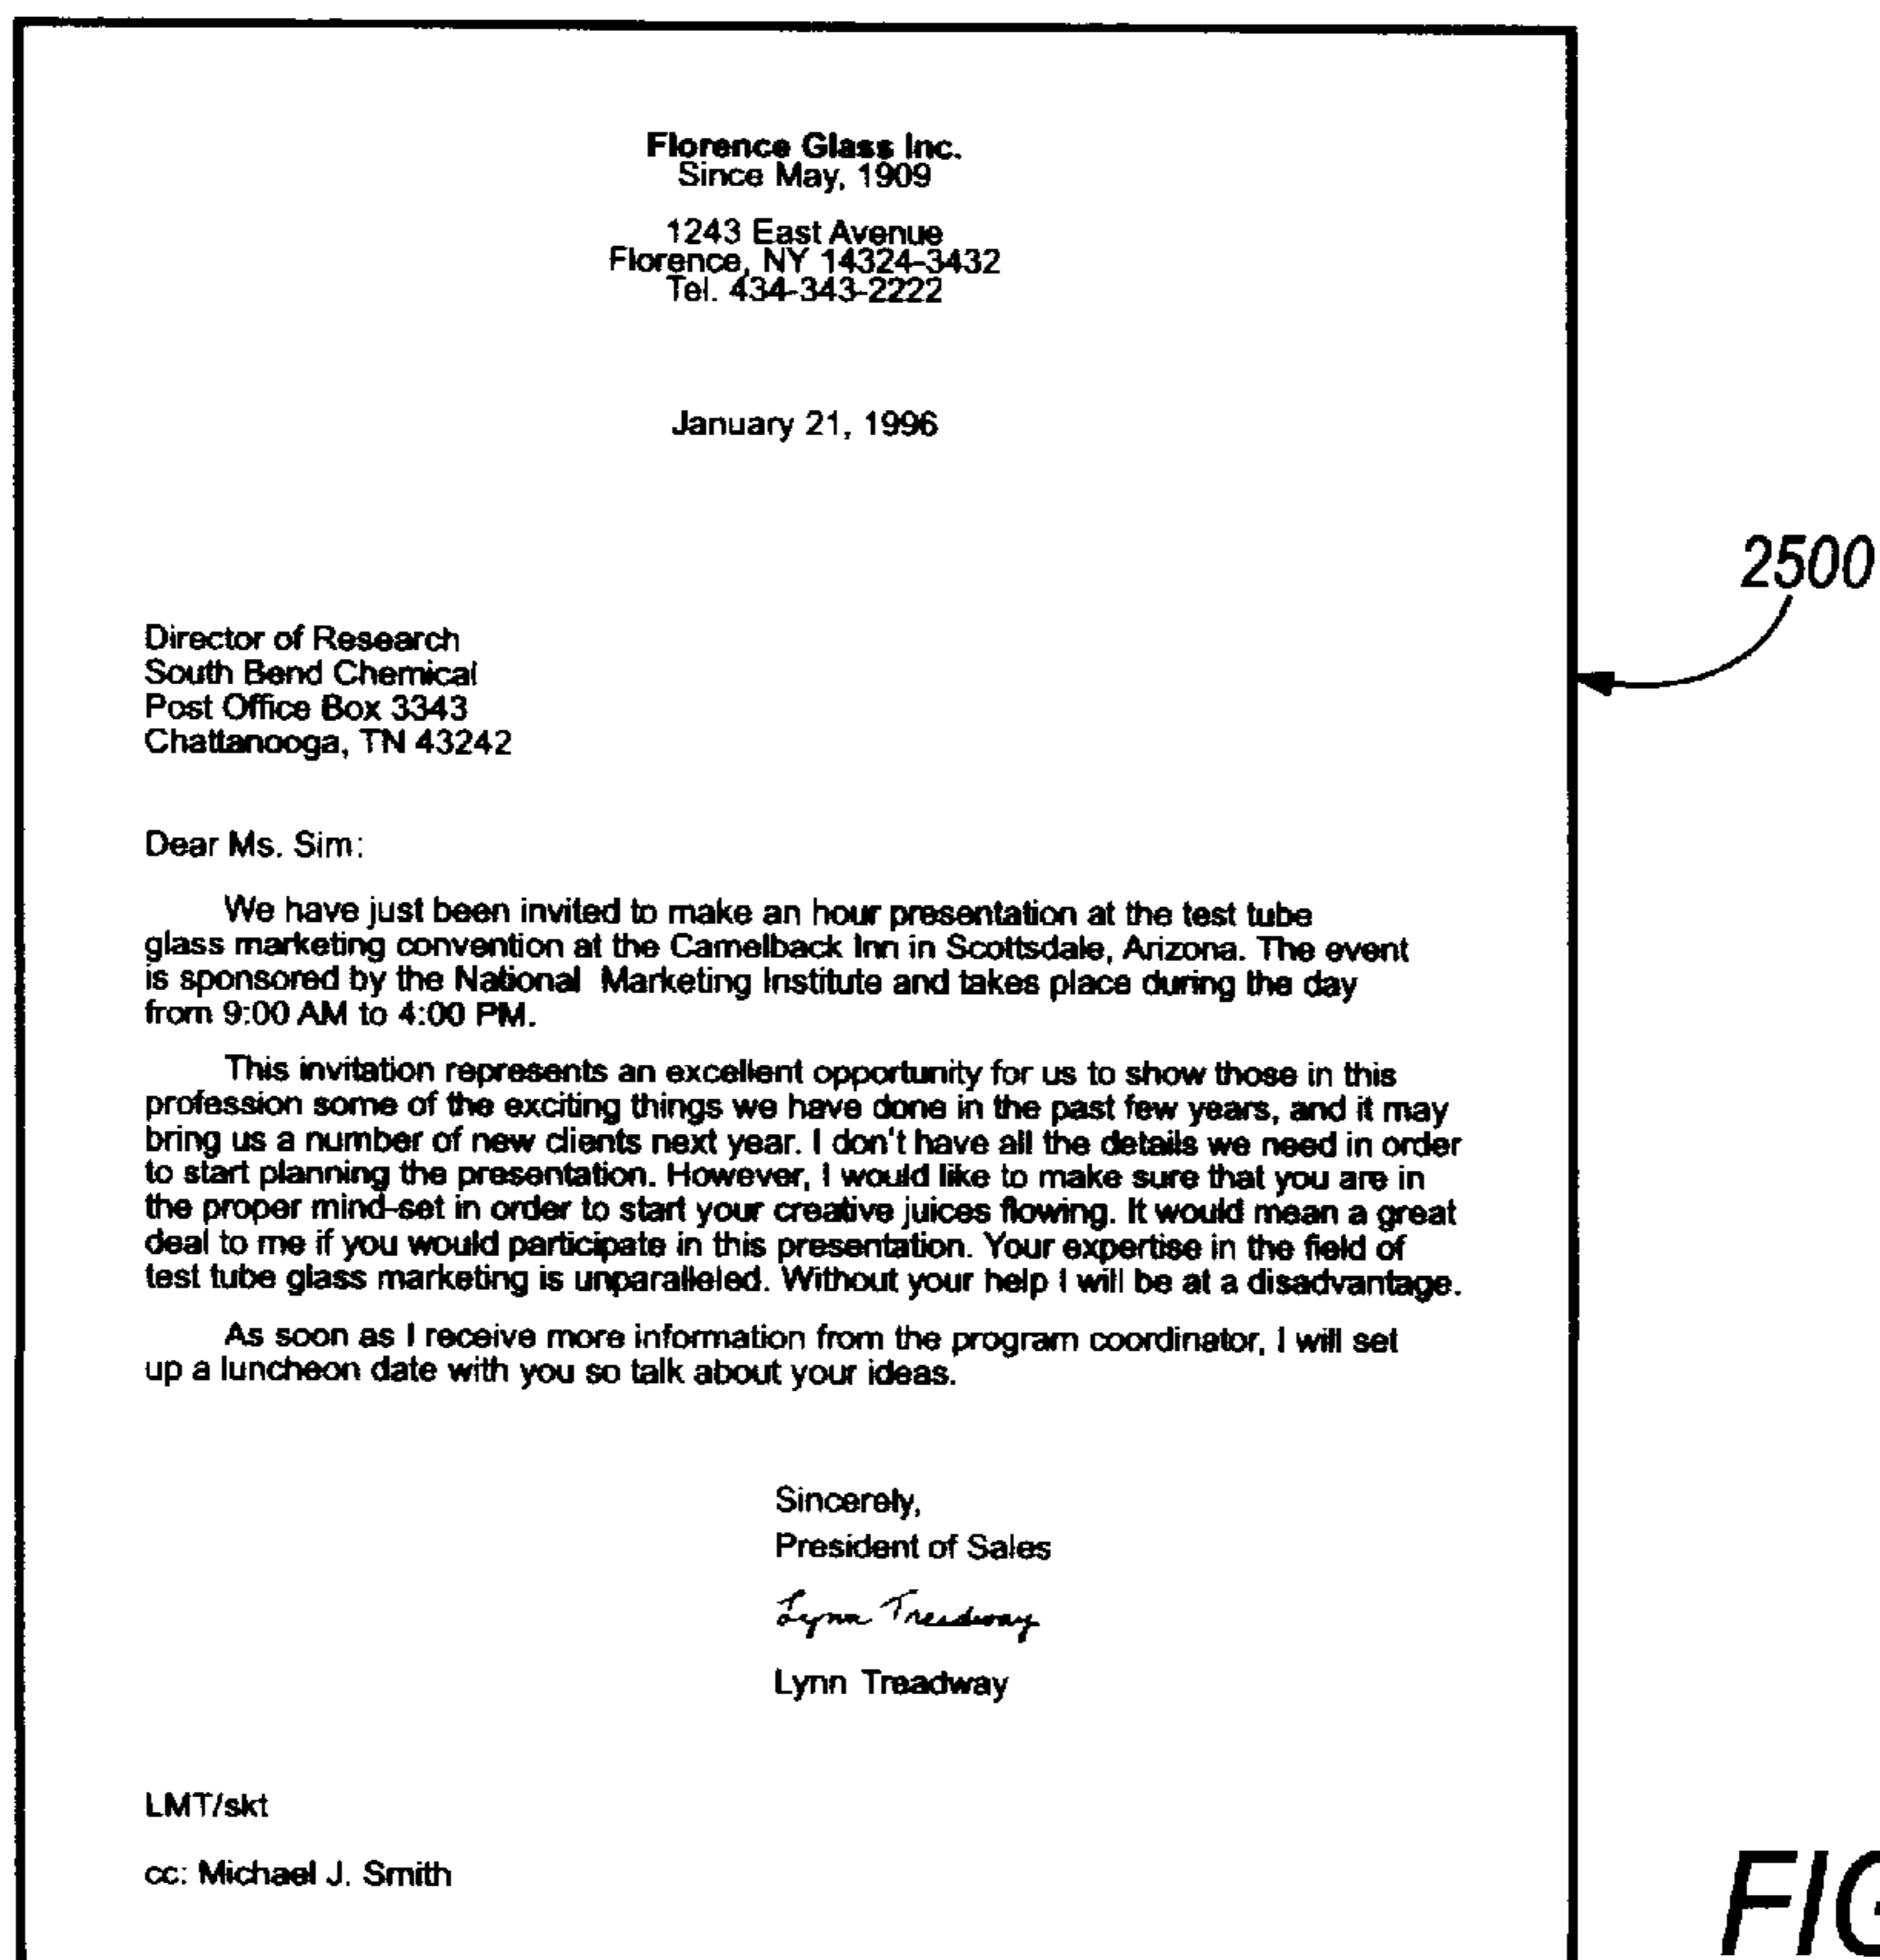 Florence Glass Inc.
Since May, 1909
1243 East Avenue
Florence, NY 14324-3432
Tel. 434-343-2222
January 21, 1996
2500
Director of Research
South Bend Chemical
Post Office Box 3343
Chattanooga, TN 43242
Dear Ms. Sim:
We have just been invited to make an hour presentation at the test tube
glass marketing convention at the Camelback Inn in Scottsdale, Arizona. The event
is sponsored by the National Marketing Institute and takes place during the day
from 9:00 AM to 4:00 PM.
This invitation represents an excellent opportunity for us to show those in this
profession some of the exciting things we have done in the past few years, and it may
bring us a number of new clients next year. I don't have all the details we need in order
to start planning the presentation. However, I would like to make sure that you are in
the proper mind-set in order to start your creative juices flowing. It would mean a great
deal to me if you would participate in this presentation. Your expertise in the field of
test tube glass marketing is unparalleled. Without your help I will be at a disadvantage.
As soon as I receive more information from the program coordinator, I will set
up a luncheon date with you so talk about your ideas.
Sincerely,
President of Sales
Lynn Treadway
Lynn Treadway
LMT/skt
cc: Michael J. Smith
FIG